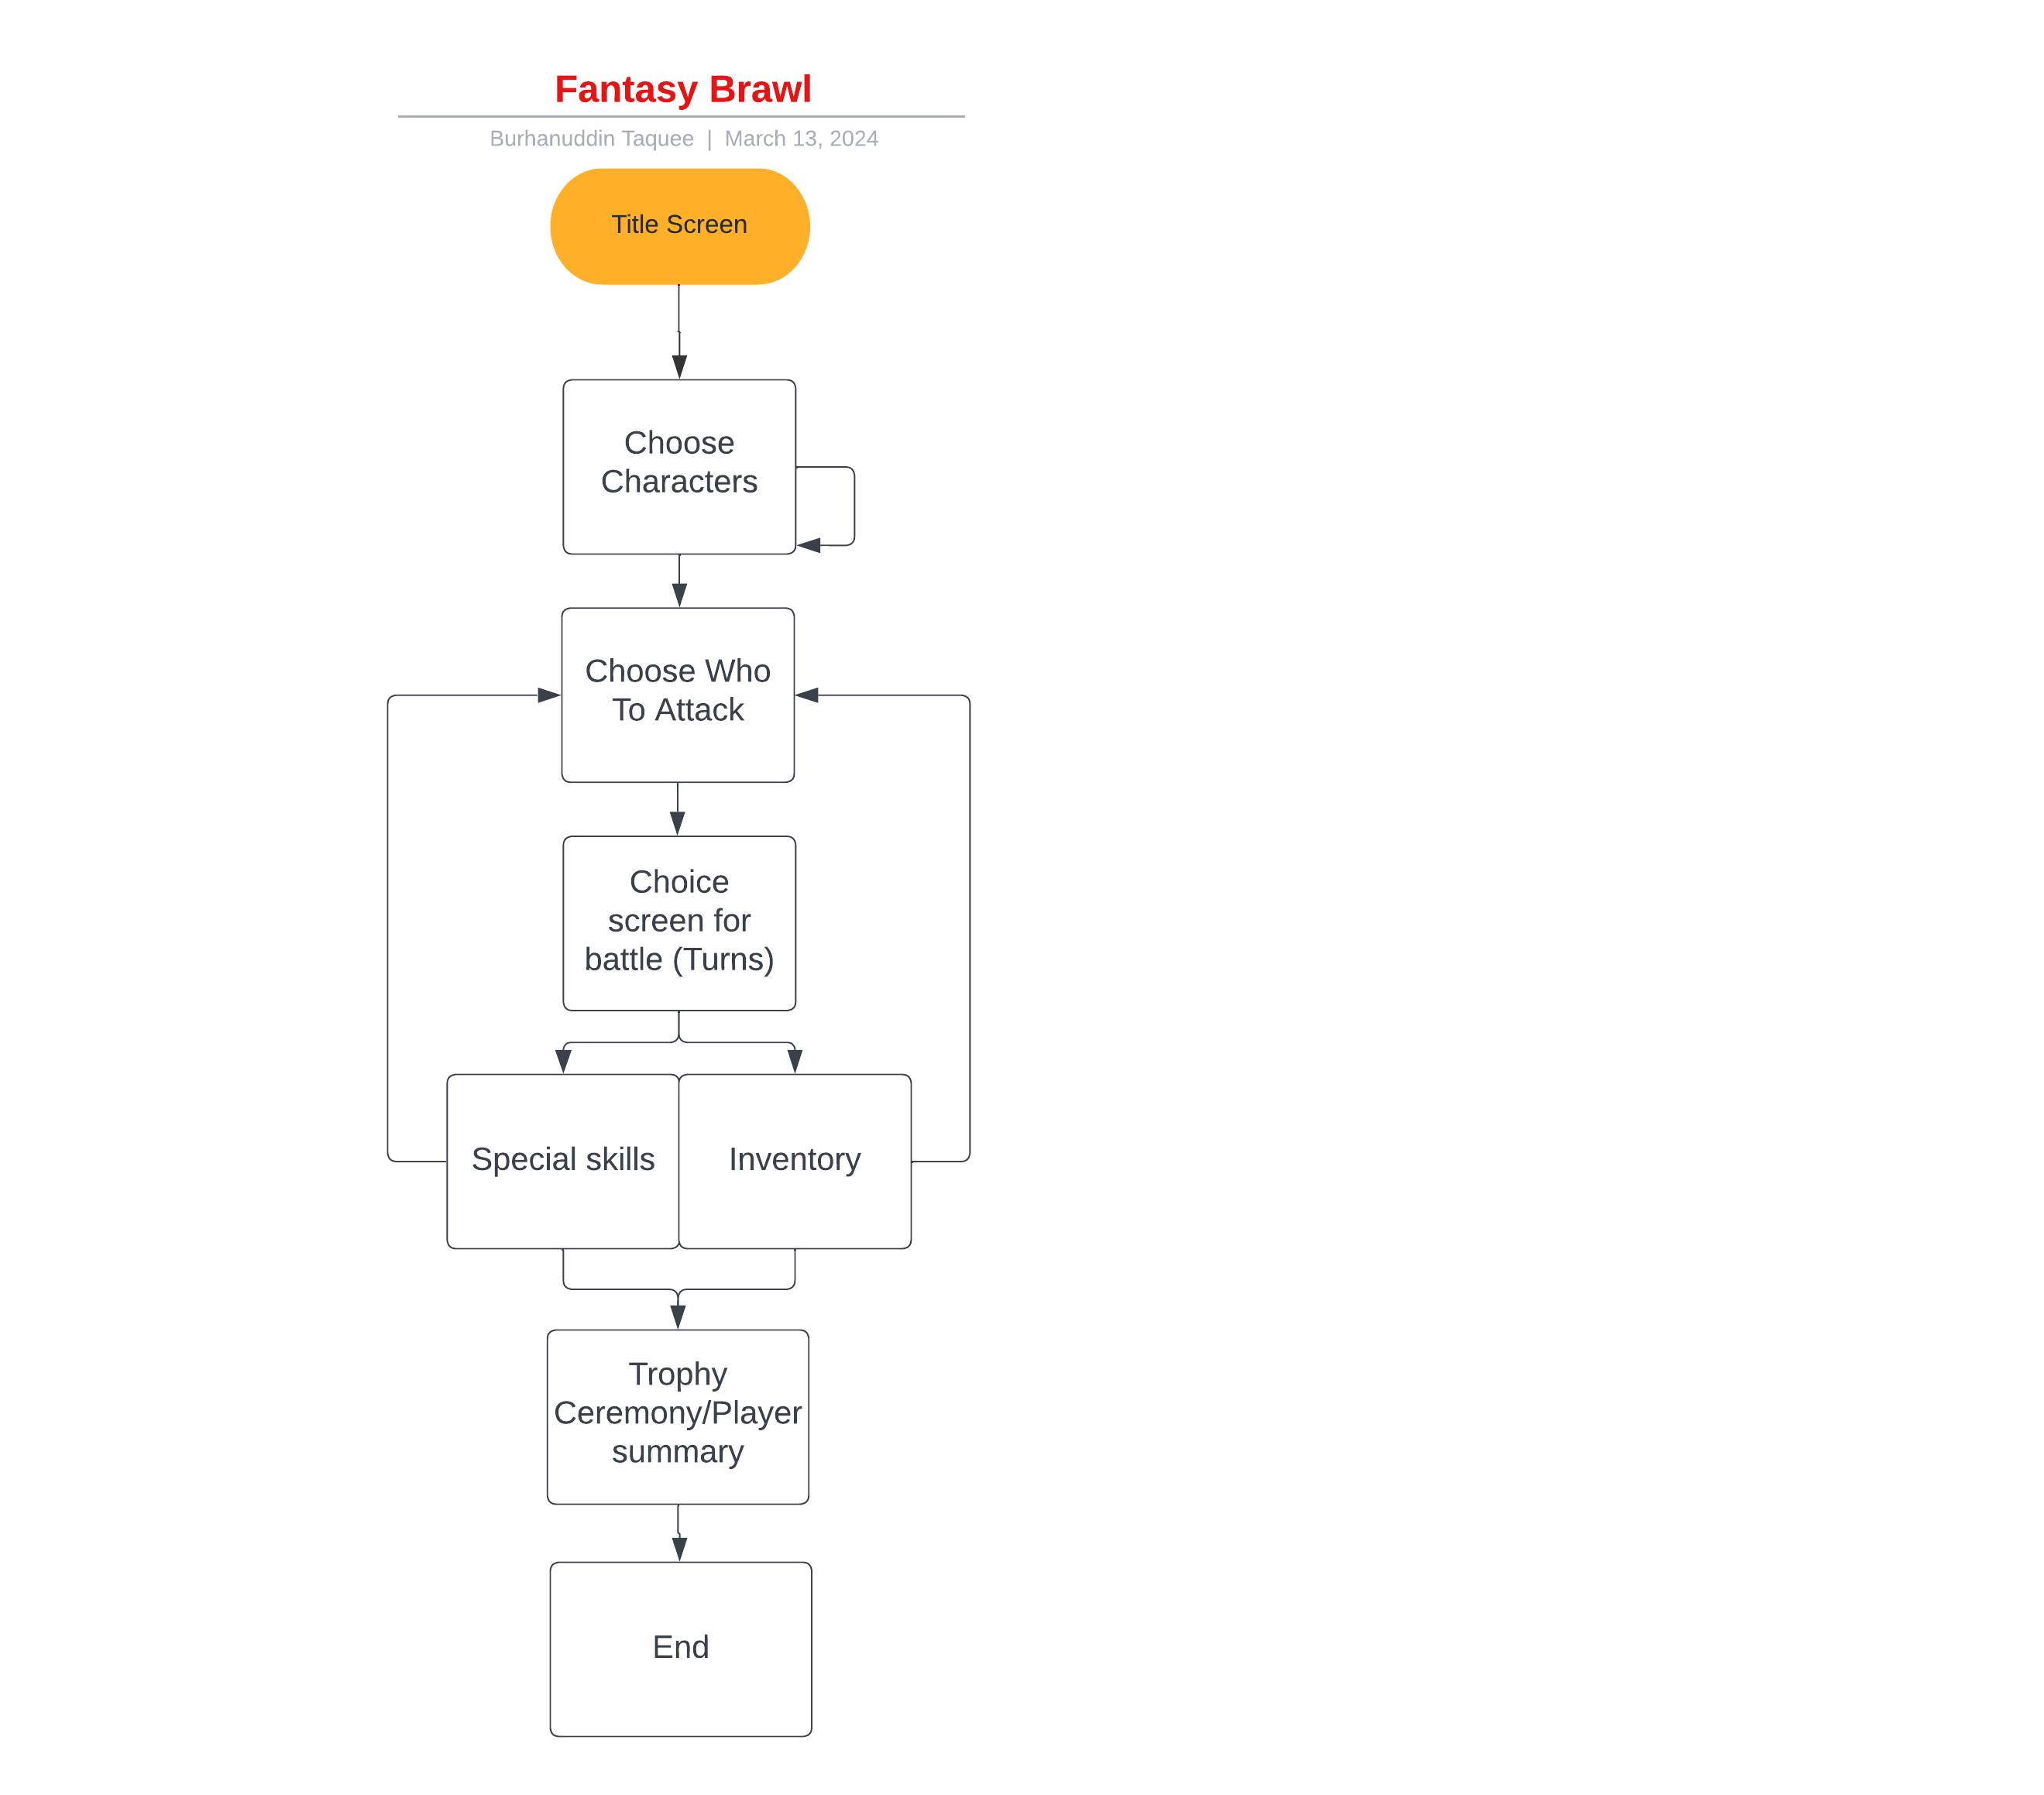 Fantasy Brawl
Burhanuddin Taquee | March 13, 2024
Title Screen
Choose
Characters
Choose Who
To Attack
Choice
screen for
battle (Turns)
Special skills
Inventory
Trophy
Ceremony/Player
summary
End